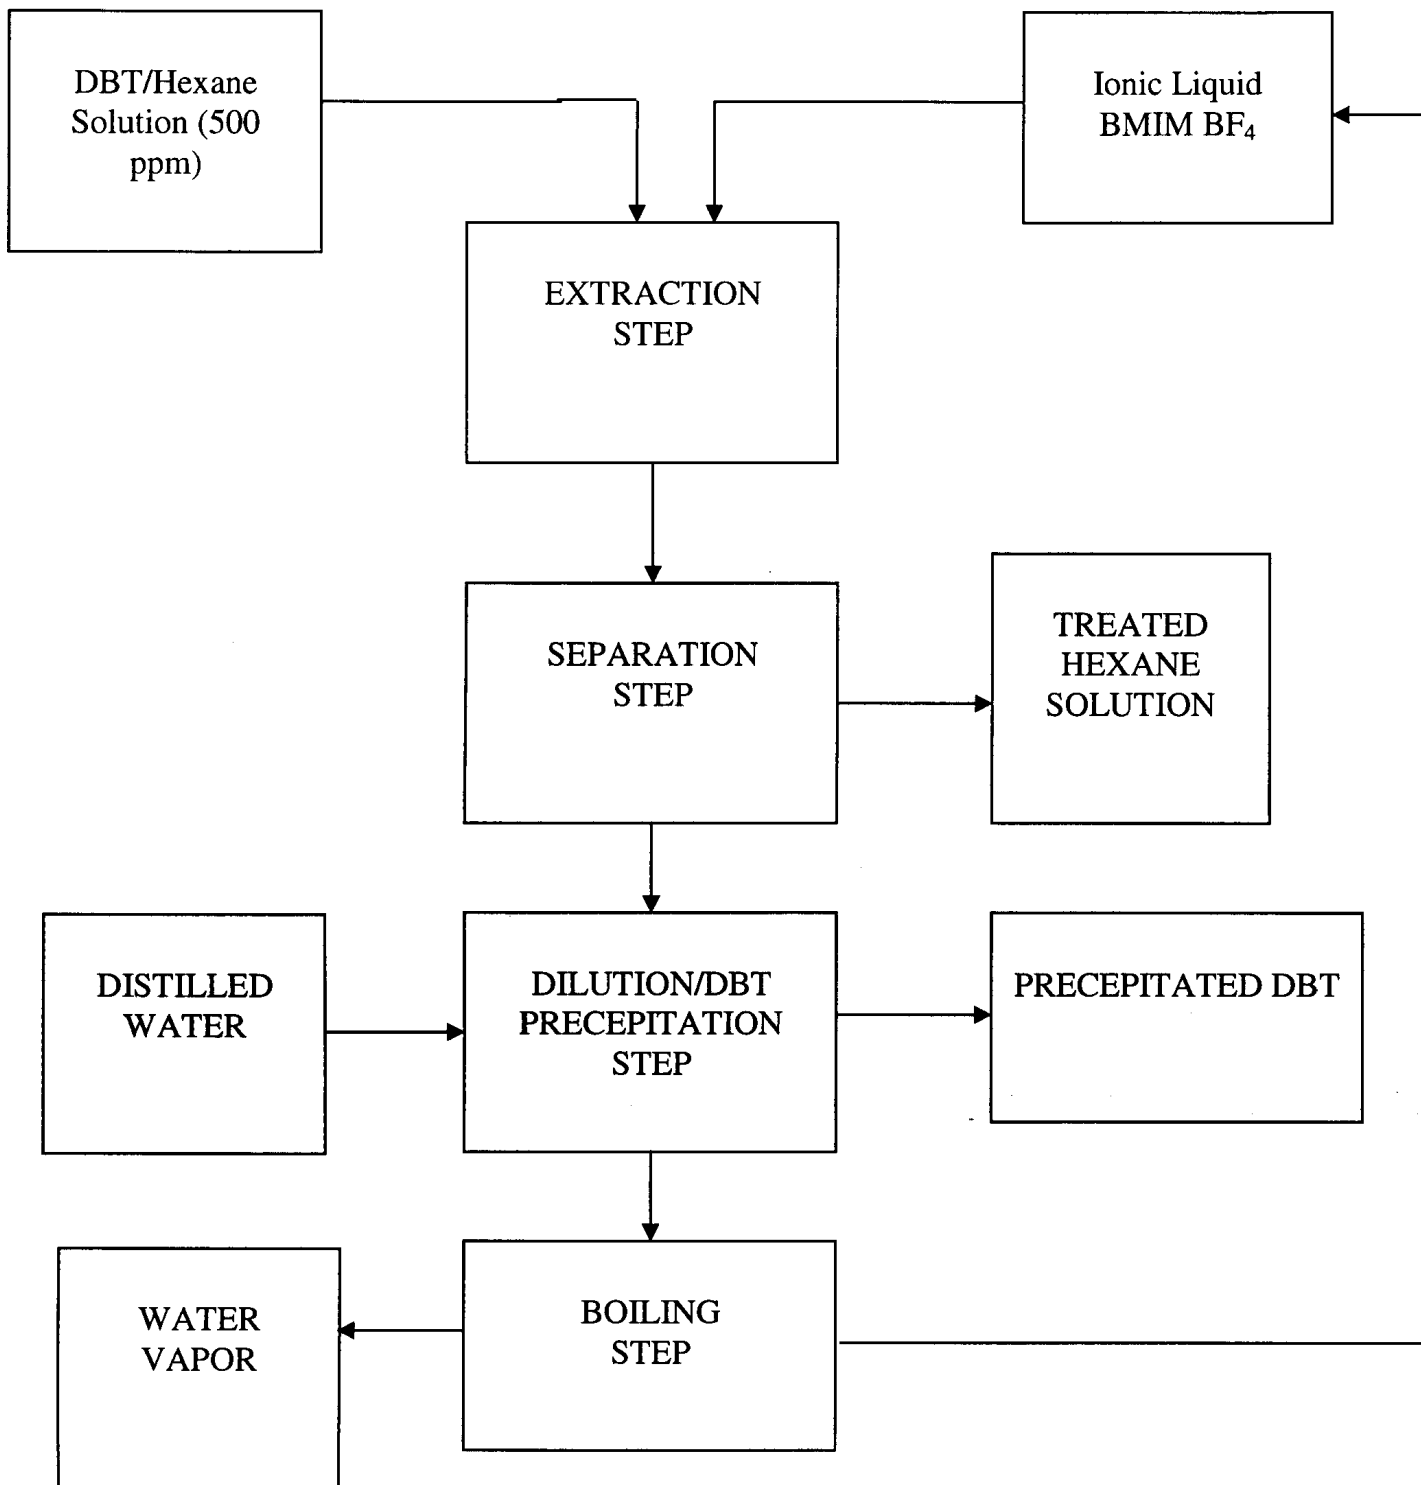 DBT/Hexane
Solution (500
ppm)
Ionic Liquid
BMIM BF₄
EXTRACTION
STEP
SEPARATION
STEP
TREATED
HEXANE
SOLUTION
DISTILLED
WATER
DILUTION/DBT
PRECEPITATION
STEP
PRECEPITATED DBT
WATER
VAPOR
BOILING
STEP